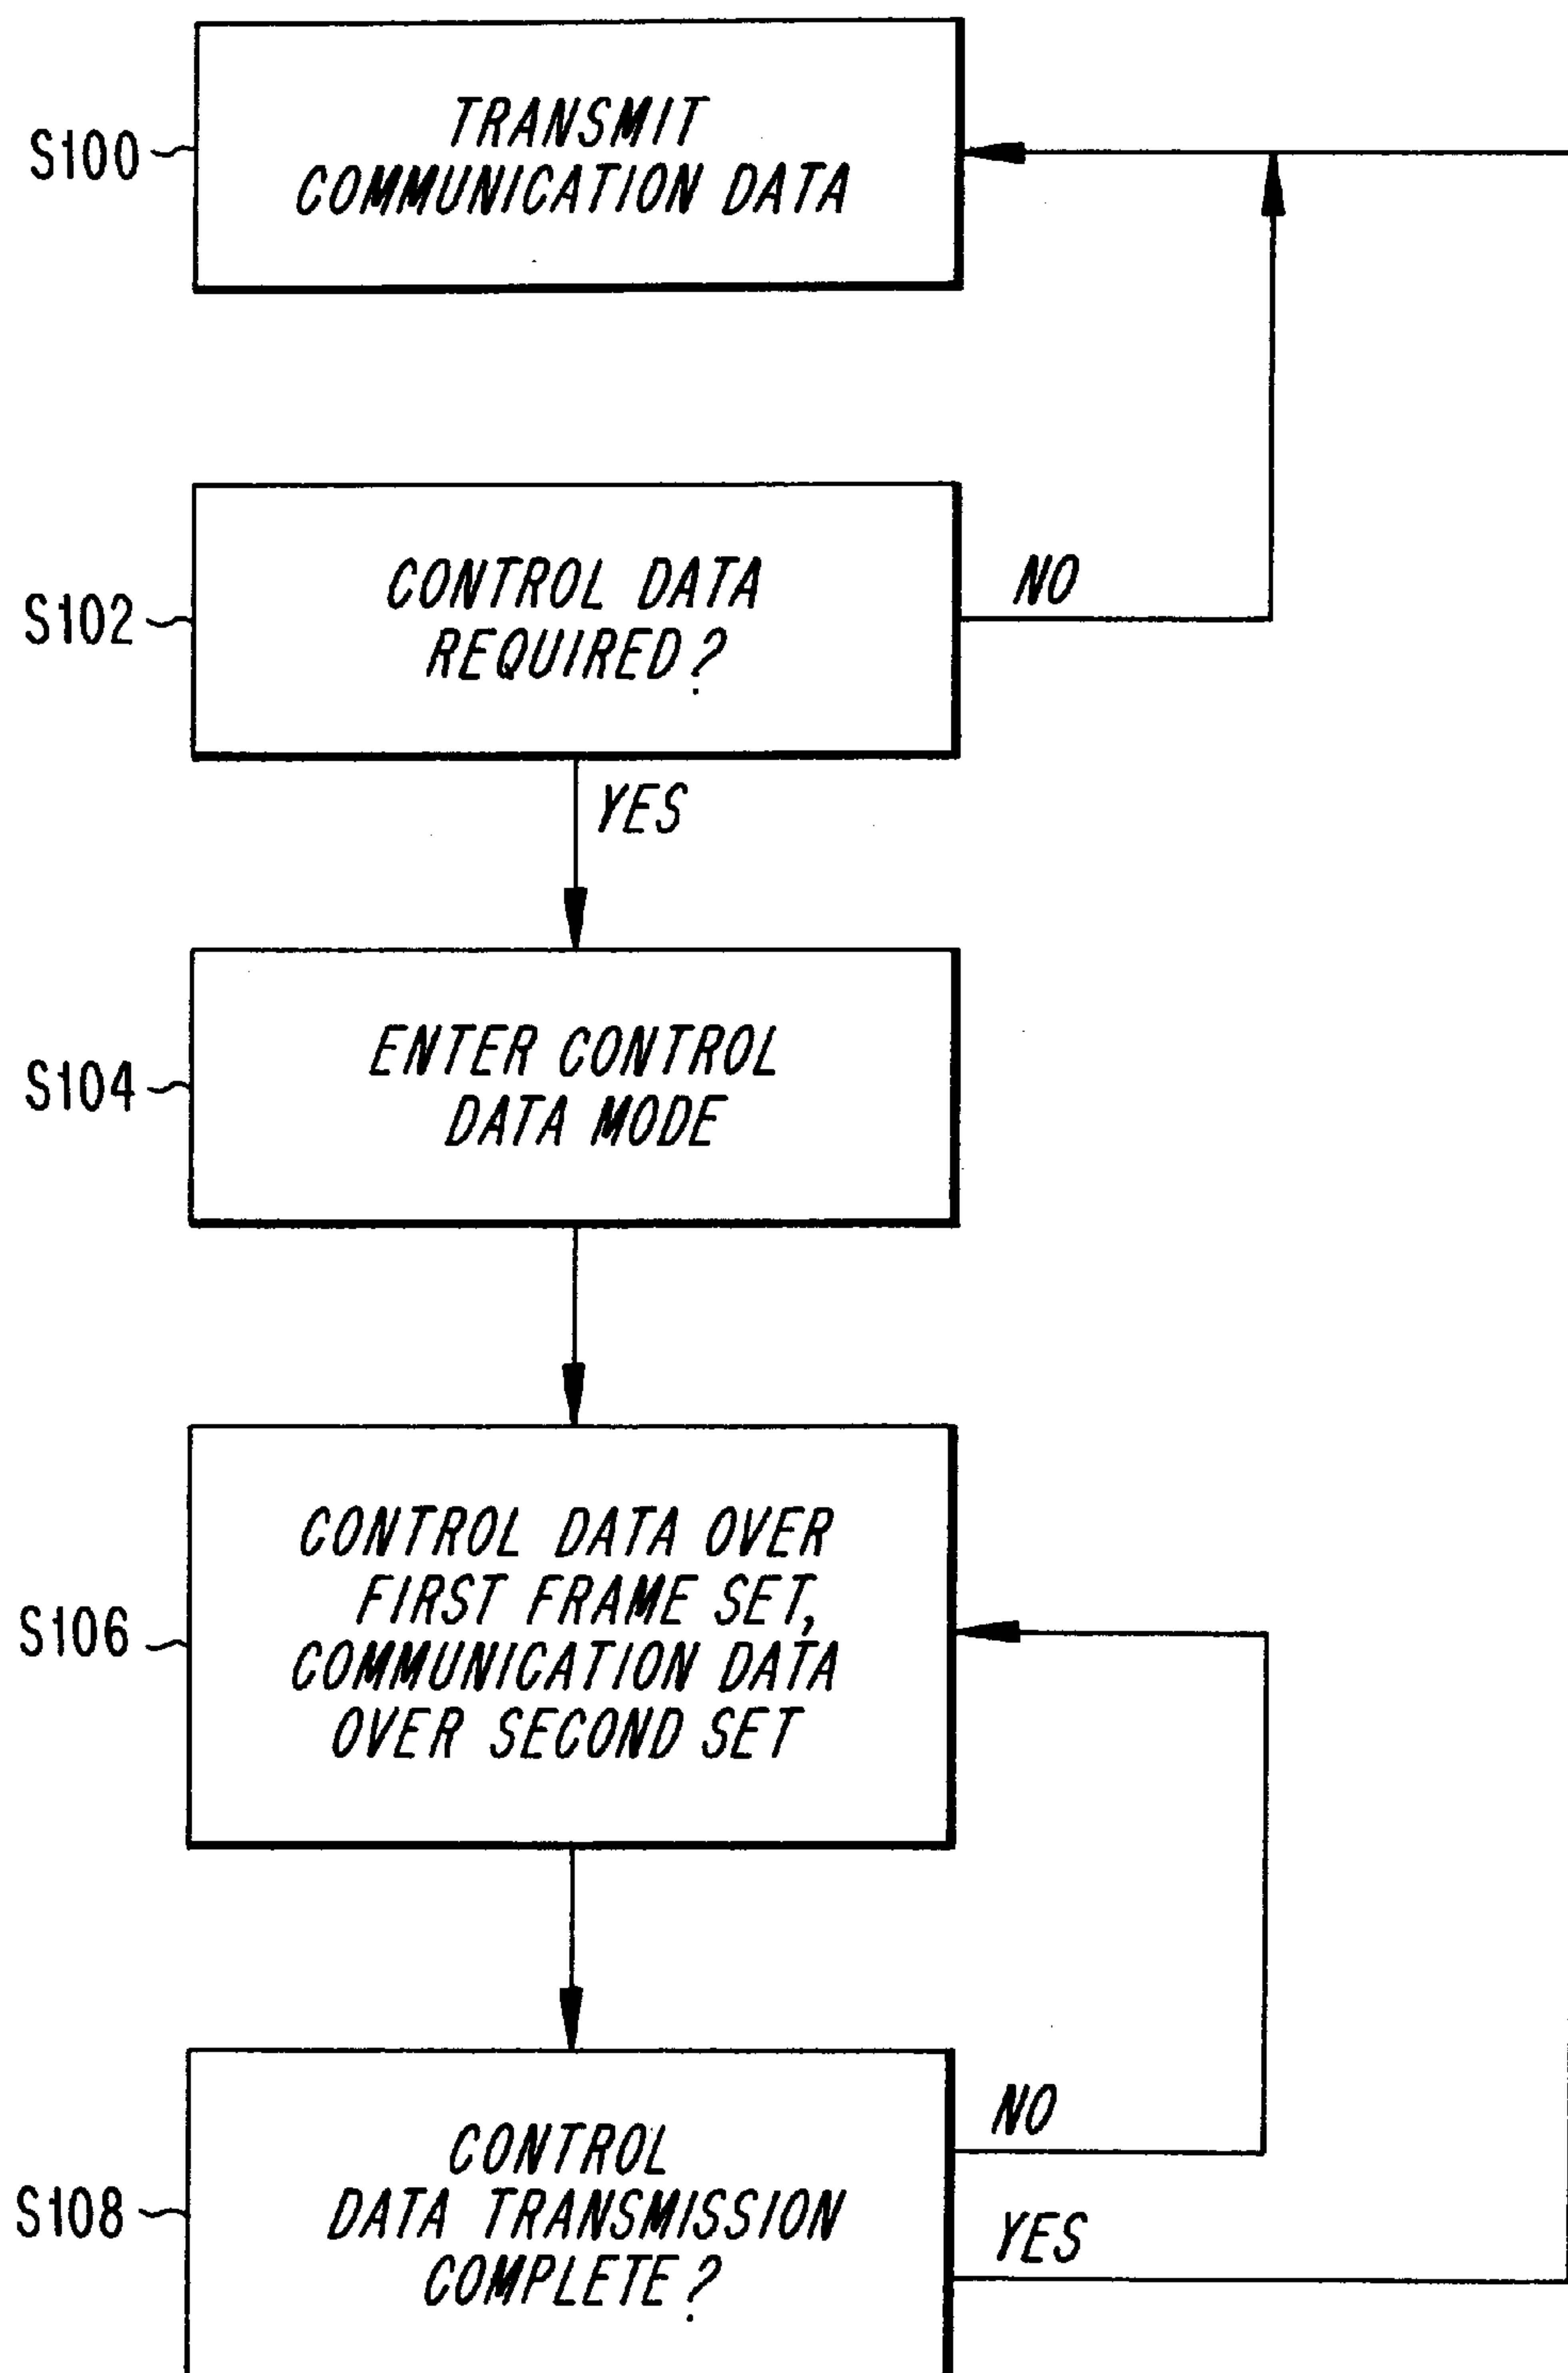 S100
TRANSMIT
COMMUNICATION DATA
S102
CONTROL DATA
REQUIRED?
NO
YES
S104
ENTER CONTROL
DATA MODE
S106
CONTROL DATA OVER
FIRST FRAME SET,
COMMUNICATION DATA
OVER SECOND SET
S108
CONTROL
DATA TRANSMISSION
COMPLETE?
NO
YES